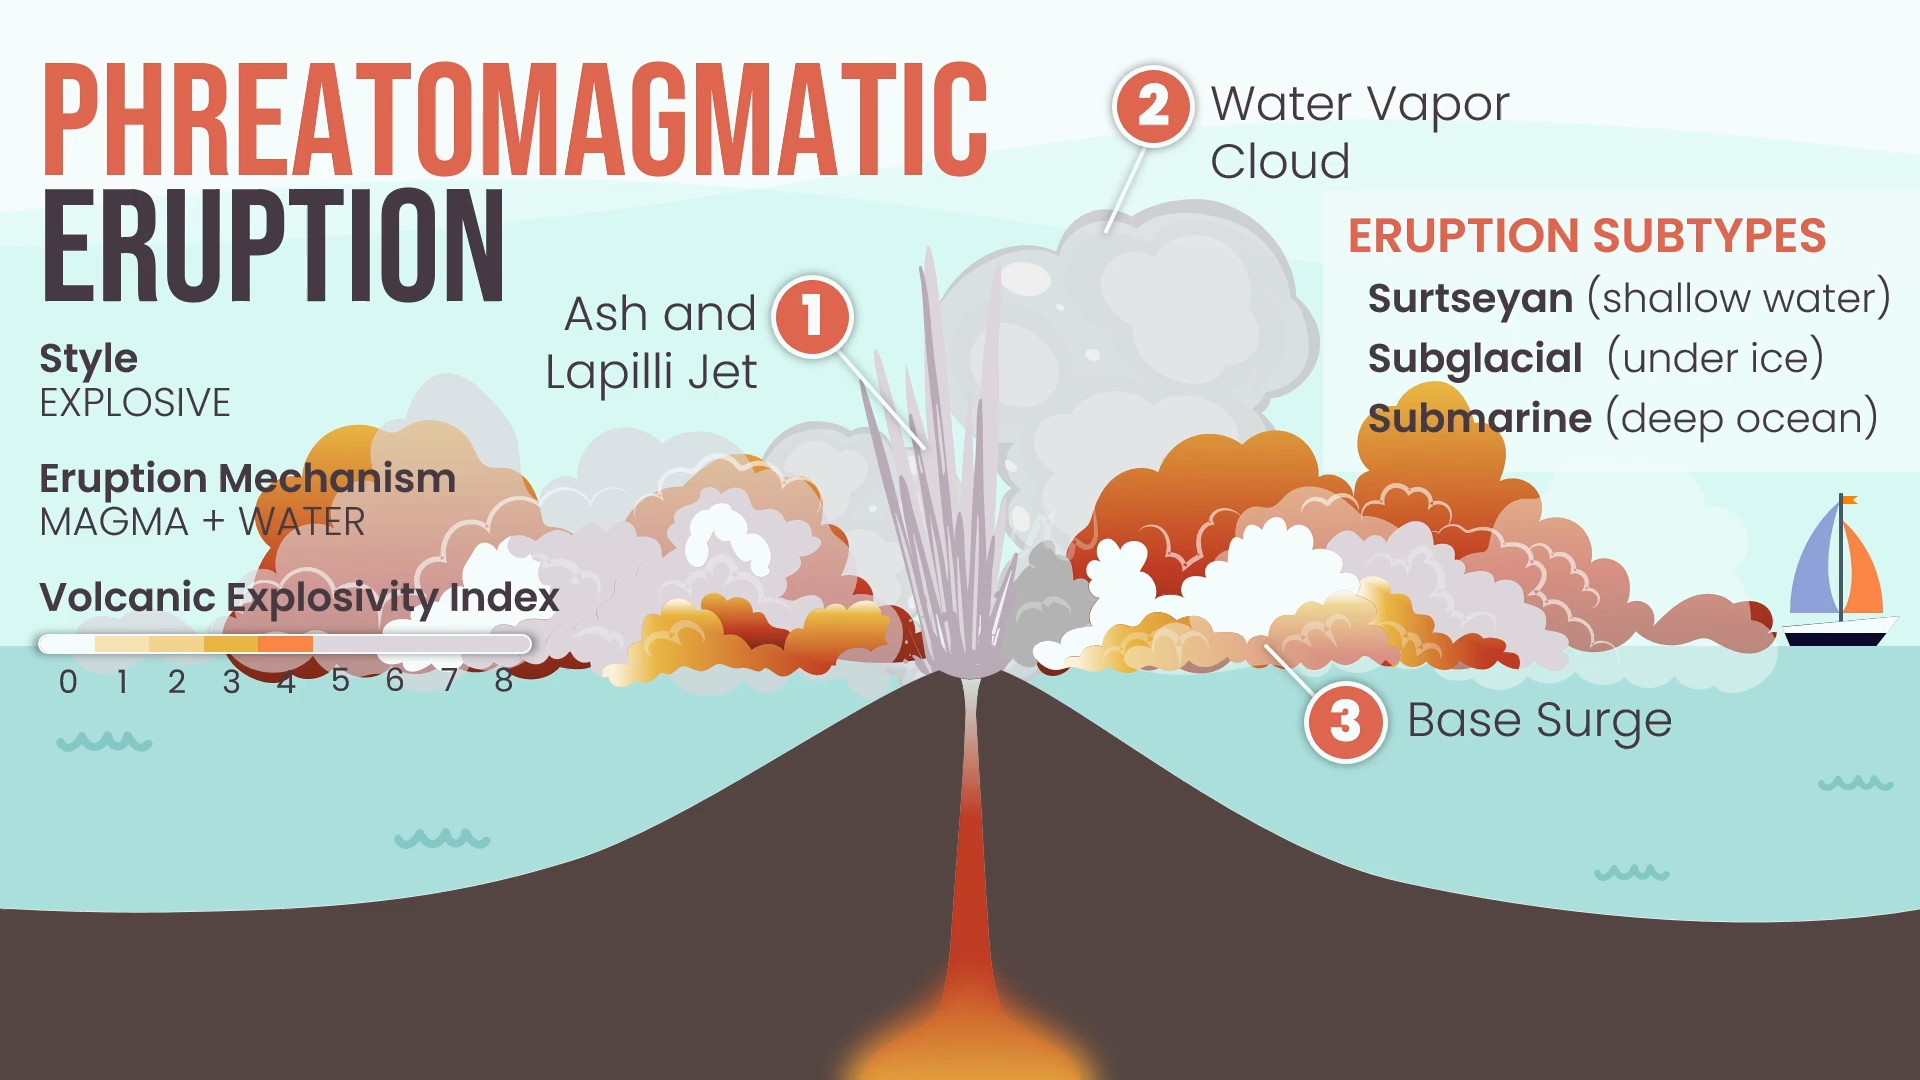 PHREATOMAGMATIC
ERUPTION
Style
EXPLOSIVE
Eruption Mechanism
MAGMA + WATER
Volcanic Explosivity Index
0 1 2 3 4 5 6 7 8
1
Ash and
Lapilli Jet
2
Water Vapor
Cloud
ERUPTION SUBTYPES
Surtseyan (shallow water)
Subglacial (under ice)
Submarine (deep ocean)
3
Base Surge